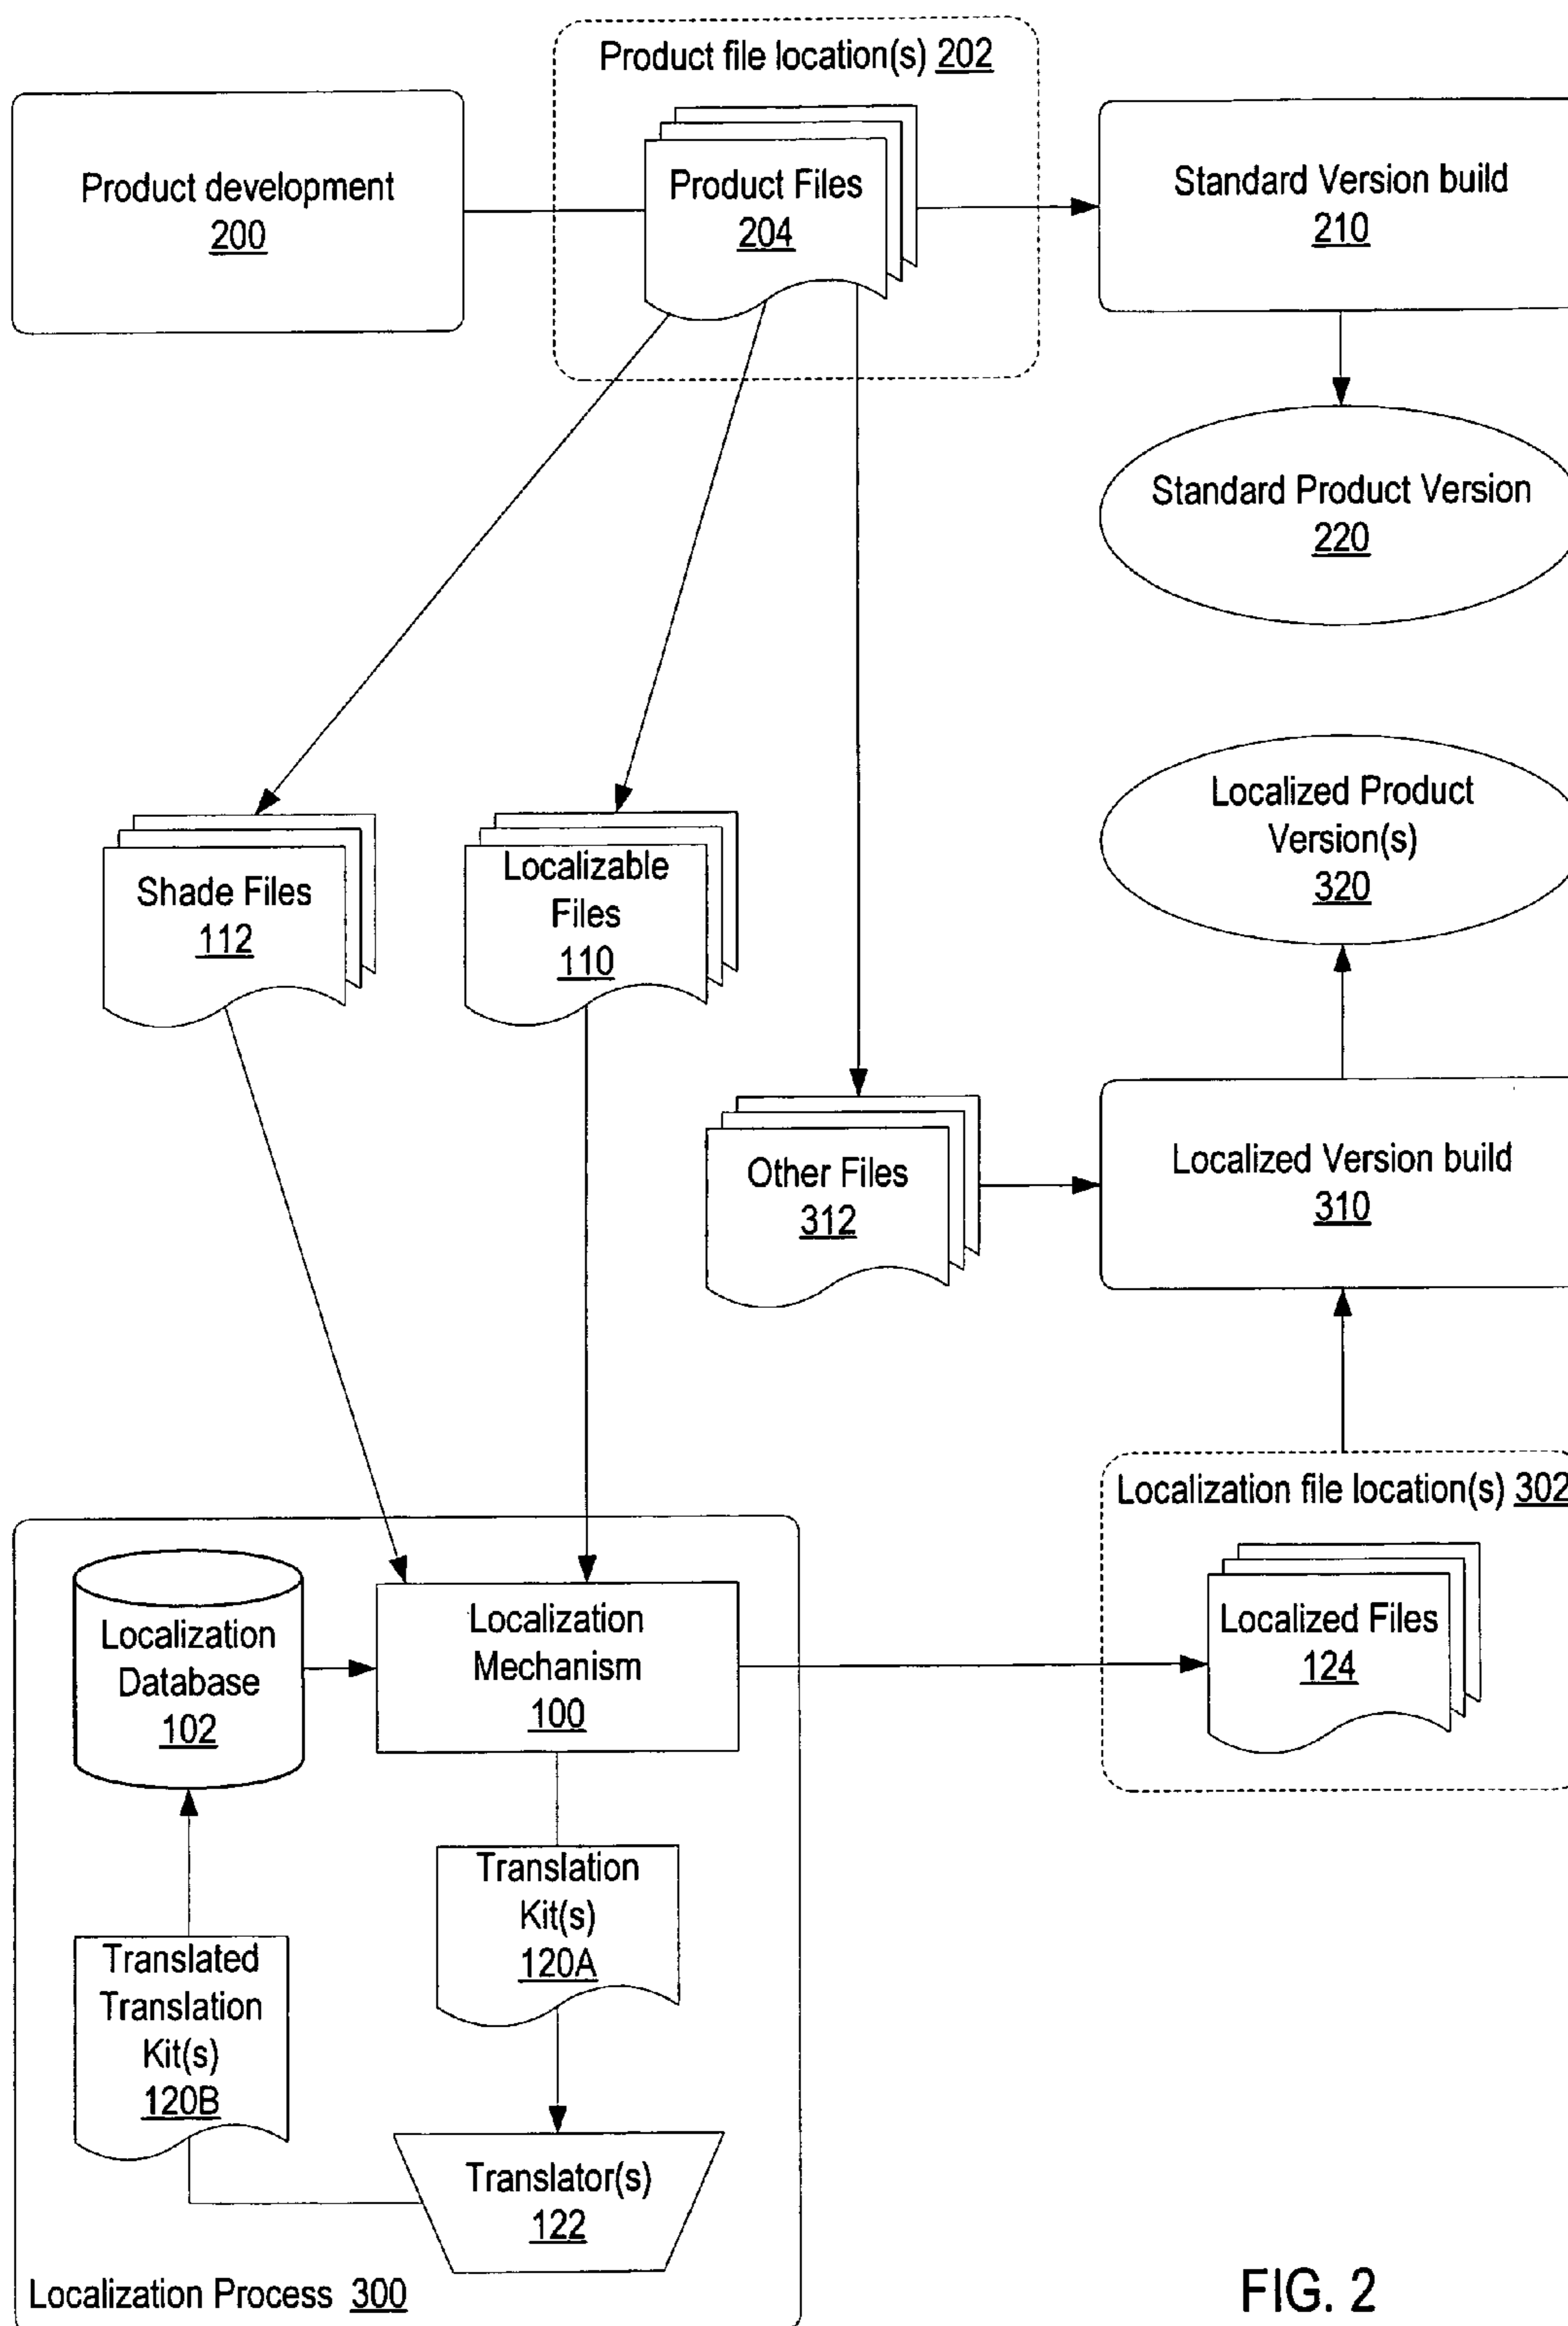 Product file location(s) 202
Product development
200
Product Files
204
Standard Version build
210
Standard Product Version
220
Localized Product
Version(s)
320
Shade Files
112
Localizable
Files
110
Other Files
312
Localized Version build
310
Localization file location(s) 302
Localized Files
124
Localization
Database
102
Localization
Mechanism
100
Translation
Kit(s)
120A
Translated
Translation
Kit(s)
120B
Translator(s)
122
Localization Process 300
FIG. 2